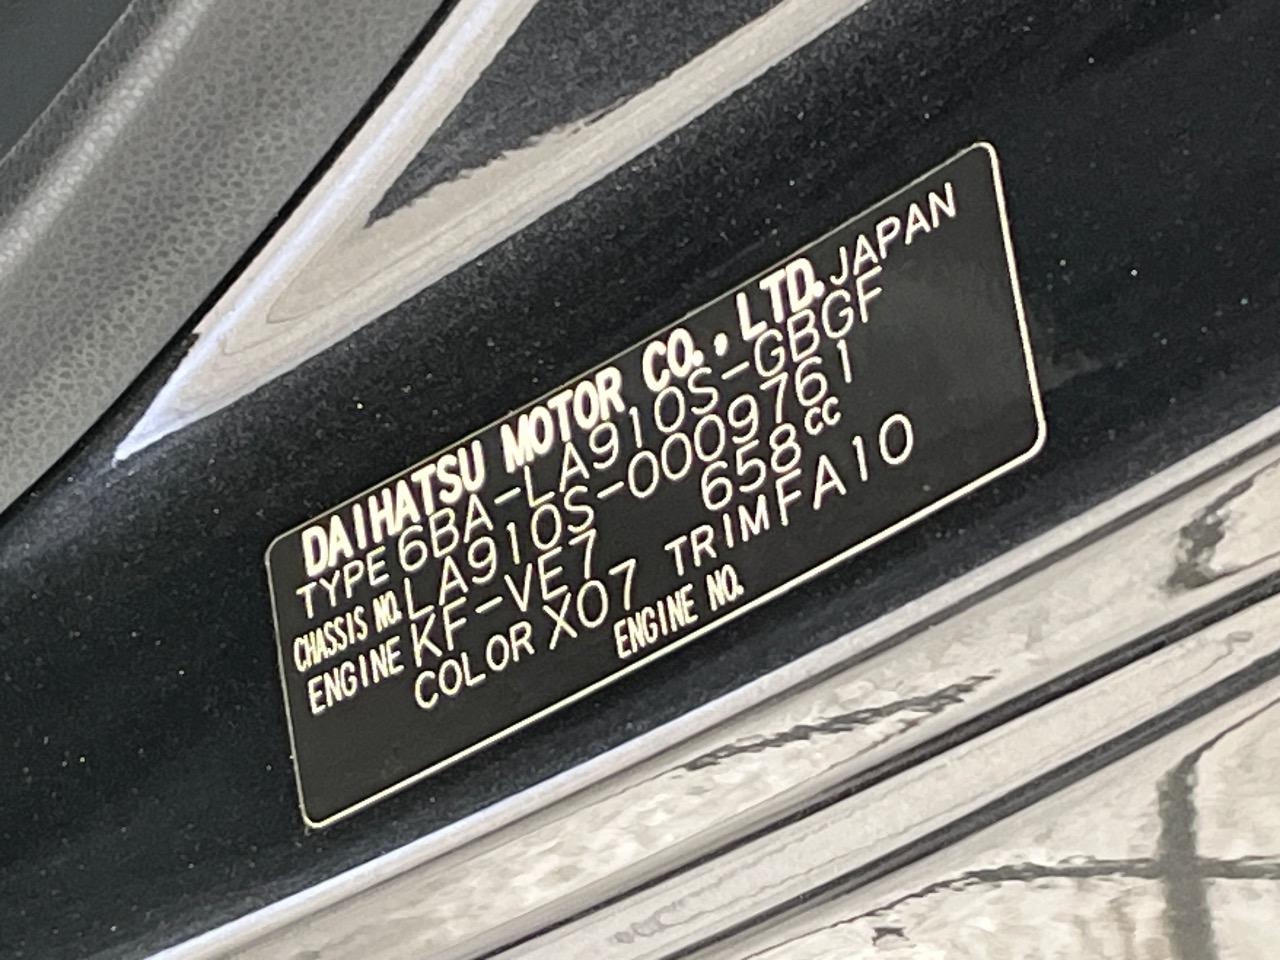 DAIHATSU MOTOR CO., LTD. JAPAN
TYPE 6BA-LA910S-GBGF
CHASSIS NO. LA910S-0009761
ENGINE KF-VE7 658cc
COLOR X07 TRIM FA10
ENGINE NO.